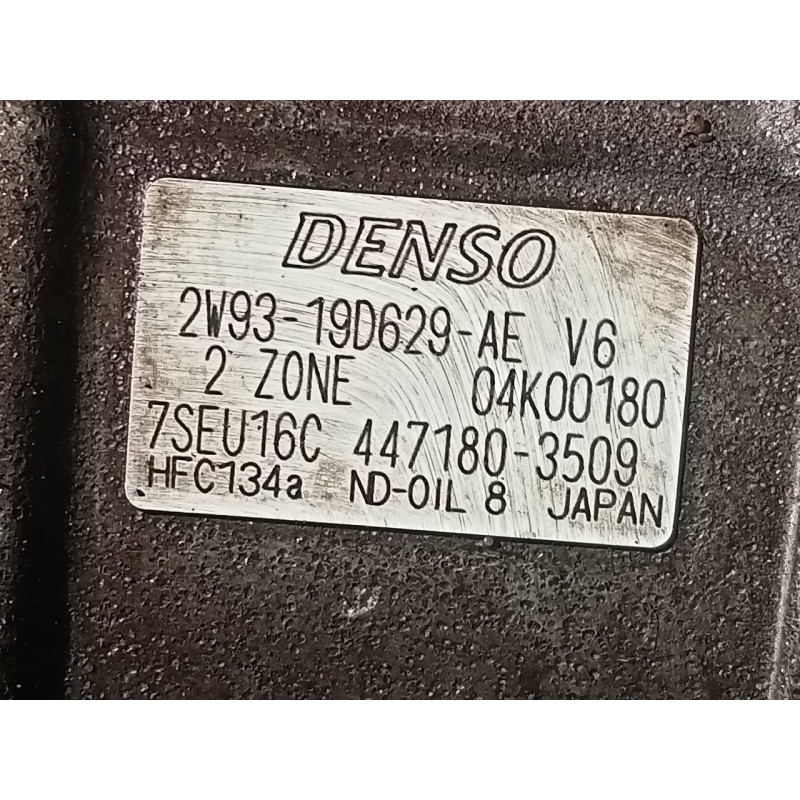 DENSO
2W93-19D629-AE V6
2 ZONE 04K00180
7SEU16C 447180-3509
HFC134a ND-OIL 8 JAPAN